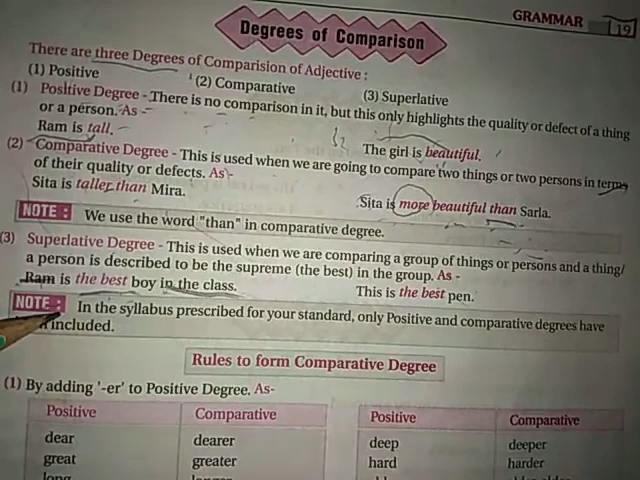 GRAMMAR 19
Degrees of Comparison
There are three Degrees of Comparision of Adjective :
(1) Positive (2) Comparative (3) Superlative
(1) Positive Degree - There is no comparison in it, but this only highlights the quality or defect of a thing
or a person. As -
Ram is tall. The girl is beautiful.
(2) Comparative Degree - This is used when we are going to compare two things or two persons in terms
of their quality or defects. As -
Sita is taller than Mira. Sita is more beautiful than Sarla.
NOTE : We use the word "than" in comparative degree.
(3) Superlative Degree - This is used when we are comparing a group of things or persons and a thing/
a person is described to be the supreme (the best) in the group. As -
Ram is the best boy in the class. This is the best pen.
NOTE : In the syllabus prescribed for your standard, only Positive and comparative degrees have
included.
Rules to form Comparative Degree
(1) By adding '-er' to Positive Degree. As-
Positive Comparative Positive Comparative
dear dearer deep deeper
great greater hard harder
long longer